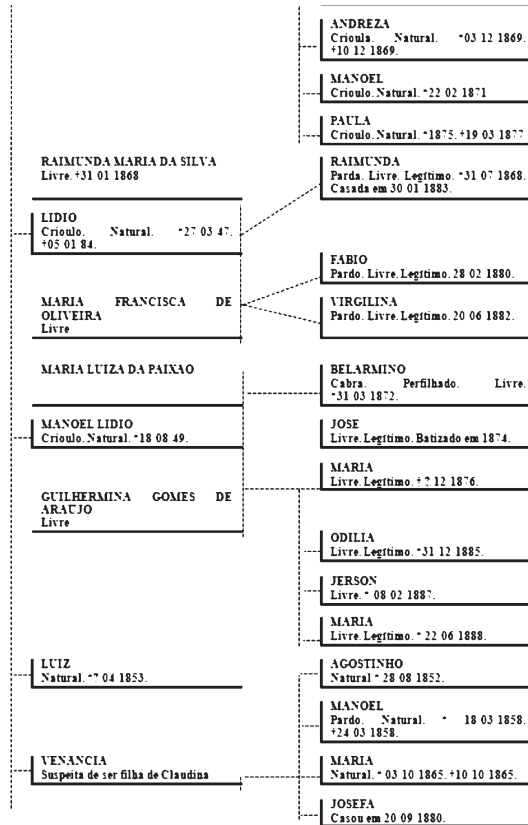 ANDREZA
Crioula. Natural. *03 12 1869.
+10 12 1869.
MANOEL
Crioulo. Natural. *22 02 1871
PAULA
Crioulo. Natural. *1875. +19 03 1877
RAIMUNDA MARIA DA SILVA
Livre. +31 01 1868
RAIMUNDA
Parda. Livre. Legítimo. *31 07 1868.
Casada em 30 01 1883.
LIDIO
Crioulo. Natural. *27 03 47.
+05 01 84.
FABIO
Pardo. Livre. Legítimo. 28 02 1880.
MARIA FRANCISCA DE
OLIVEIRA
Livre
VIRGILINA
Pardo. Livre. Legítimo. 20 06 1882.
MARIA LUIZA DA PAIXAO
BELARMINO
Cabra. Perfilhado. Livre.
*31 03 1872.
MANOEL LIDIO
Crioulo. Natural. *18 08 49.
JOSE
Livre. Legítimo. Batizado em 1874.
MARIA
Livre. Legítimo. + ?.12 1876.
GUILHERMINA GOMES DE
ARAUJO
Livre
ODILIA
Livre. Legítimo. *31 12 1885.
JERSON
Livre. * 08 02 1887.
MARIA
Livre. Legítimo. * 22 06 1888.
LUIZ
Natural. *? 04 1853.
AGOSTINHO
Natural * 28 08 1852.
MANOEL
Pardo. Natural. * 18 03 1858.
+24 03 1858.
VENANCIA
Suspeita de ser filha de Claudina
MARIA
Natural. * 03 10 1865. +10 10 1865.
JOSEFA
Casou em 20 09 1880.